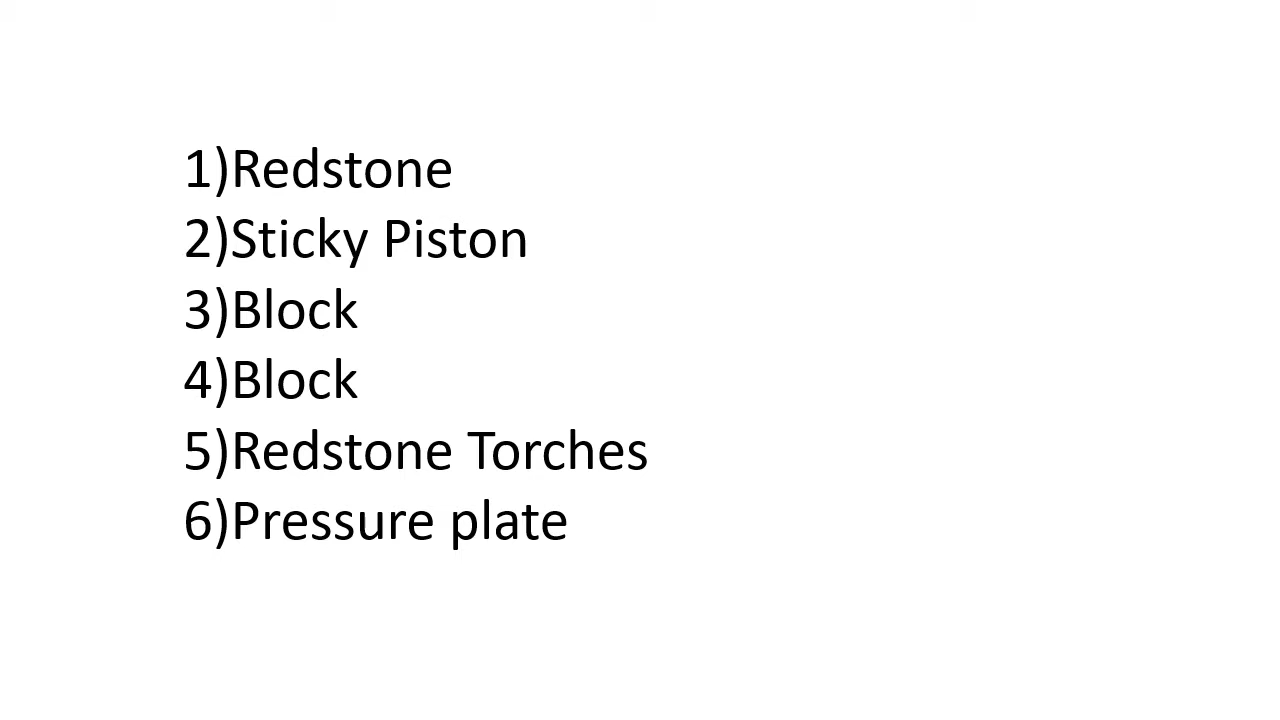 1)Redstone
2)Sticky Piston
3)Block
4)Block
5)Redstone Torches
6)Pressure plate